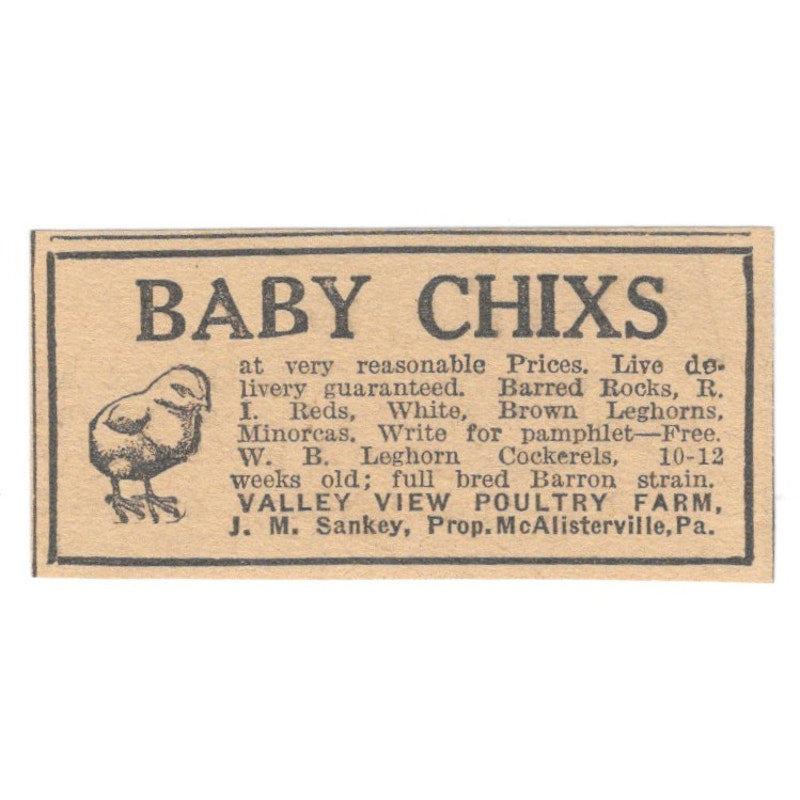 BABY CHIXS
at very reasonable Prices. Live de-
livery guaranteed. Barred Rocks, R.
I. Reds, White, Brown Leghorns,
Minorcas. Write for pamphlet—Free.
W. B. Leghorn Cockerels, 10-12
weeks old; full bred Barron strain.
VALLEY VIEW POULTRY FARM,
J. M. Sankey, Prop. McAlisterville, Pa.